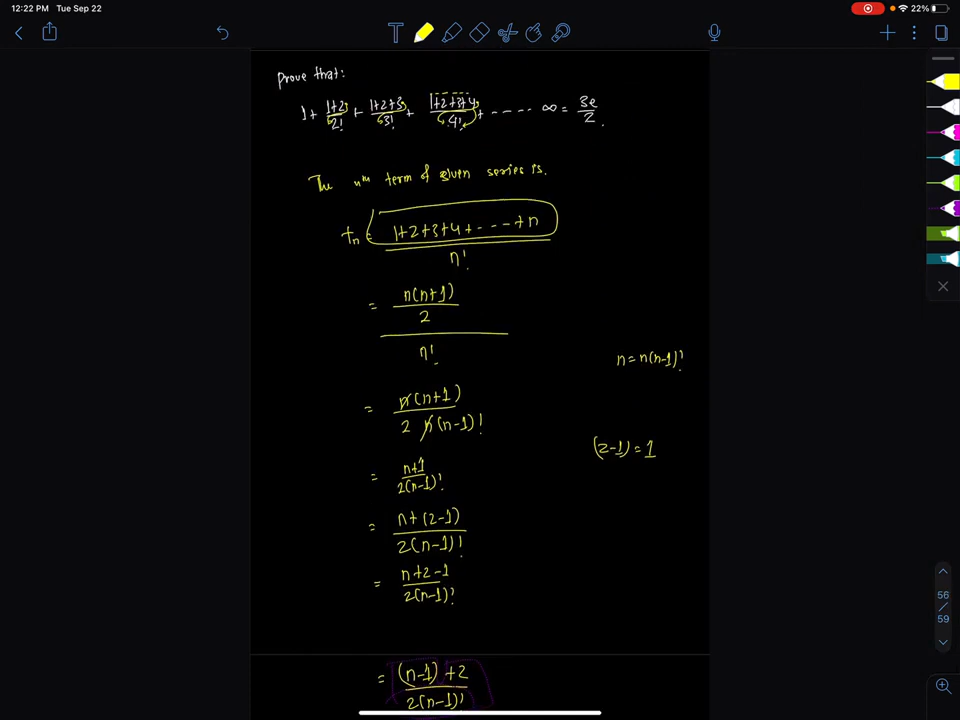 12:22 PM Tue Sep 22
22%
T
Prove that:
1 + (1+2)/2! + (1+2+3)/3! + (1+2+3+4)/4! + ...... ∞ = 3e/2.
The nth term of given series is.
tn = (1+2+3+4+ ---- +n)/n!
= (n(n+1)/2)/n!
n = n(n-1)!
= n(n+1)/2 n(n-1)!
(2-1) = 1
= n+1/2(n-1)!
= n+(2-1)/2(n-1)!
= n+2-1/2(n-1)!
56
/
59
= (n-1)+2/2(n-1)!